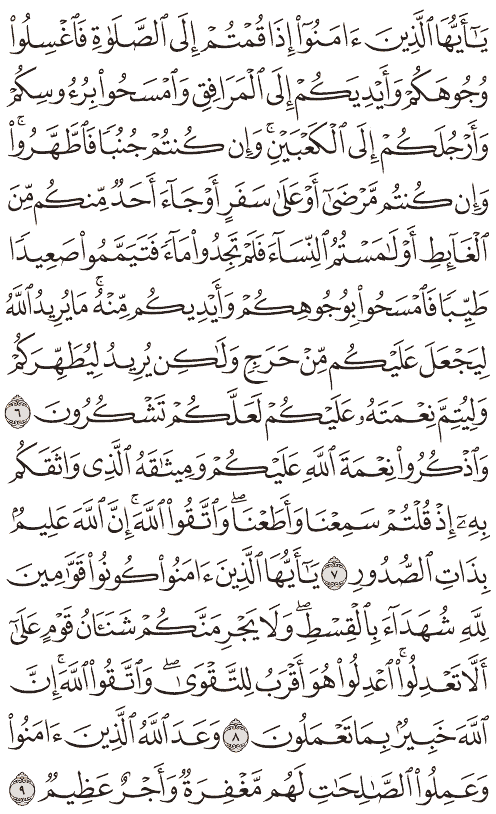 يَـٰٓأَيُّهَا ٱلَّذِينَ ءَامَنُوٓا۟ إِذَا قُمْتُمْ إِلَى ٱلصَّلَوٰةِ فَٱغْسِلُوا۟
وُجُوهَكُمْ وَأَيْدِيَكُمْ إِلَى ٱلْمَرَافِقِ وَٱمْسَحُوا۟ بِرُءُوسِكُمْ
وَأَرْجُلَكُمْ إِلَى ٱلْكَعْبَيْنِ ۚ وَإِن كُنتُمْ جُنُبًا فَٱطَّهَّرُوا۟ ۚ
وَإِن كُنتُم مَّرْضَىٰٓ أَوْ عَلَىٰ سَفَرٍ أَوْ جَآءَ أَحَدٌ مِّنكُم مِّنَ
ٱلْغَآئِطِ أَوْ لَـٰمَسْتُمُ ٱلنِّسَآءَ فَلَمْ تَجِدُوا۟ مَآءً فَتَيَمَّمُوا۟ صَعِيدًا
طَيِّبًا فَٱمْسَحُوا۟ بِوُجُوهِكُمْ وَأَيْدِيكُم مِّنْهُ ۚ مَا يُرِيدُ ٱللَّهُ
لِيَجْعَلَ عَلَيْكُم مِّنْ حَرَجٍ وَلَـٰكِن يُرِيدُ لِيُطَهِّرَكُمْ
وَلِيُتِمَّ نِعْمَتَهُۥ عَلَيْكُمْ لَعَلَّكُمْ تَشْكُرُونَ ٦
وَٱذْكُرُوا۟ نِعْمَةَ ٱللَّهِ عَلَيْكُمْ وَمِيثَـٰقَهُ ٱلَّذِى وَاثَقَكُم
بِهِۦٓ إِذْ قُلْتُمْ سَمِعْنَا وَأَطَعْنَا ۖ وَٱتَّقُوا۟ ٱللَّهَ ۚ إِنَّ ٱللَّهَ عَلِيمٌۢ
بِذَاتِ ٱلصُّدُورِ ٧ يَـٰٓأَيُّهَا ٱلَّذِينَ ءَامَنُوا۟ كُونُوا۟ قَوَّٰمِينَ
لِلَّهِ شُهَدَآءَ بِٱلْقِسْطِ ۖ وَلَا يَجْرِمَنَّكُمْ شَنَـَٔانُ قَوْمٍ عَلَىٰٓ
أَلَّا تَعْدِلُوا۟ ۚ ٱعْدِلُوا۟ هُوَ أَقْرَبُ لِلتَّقْوَىٰ ۖ وَٱتَّقُوا۟ ٱللَّهَ ۚ إِنَّ
ٱللَّهَ خَبِيرٌۢ بِمَا تَعْمَلُونَ ٨ وَعَدَ ٱللَّهُ ٱلَّذِينَ ءَامَنُوا۟
وَعَمِلُوا۟ ٱلصَّـٰلِحَـٰتِ ۙ لَهُم مَّغْفِرَةٌ وَأَجْرٌ عَظِيمٌ ٩